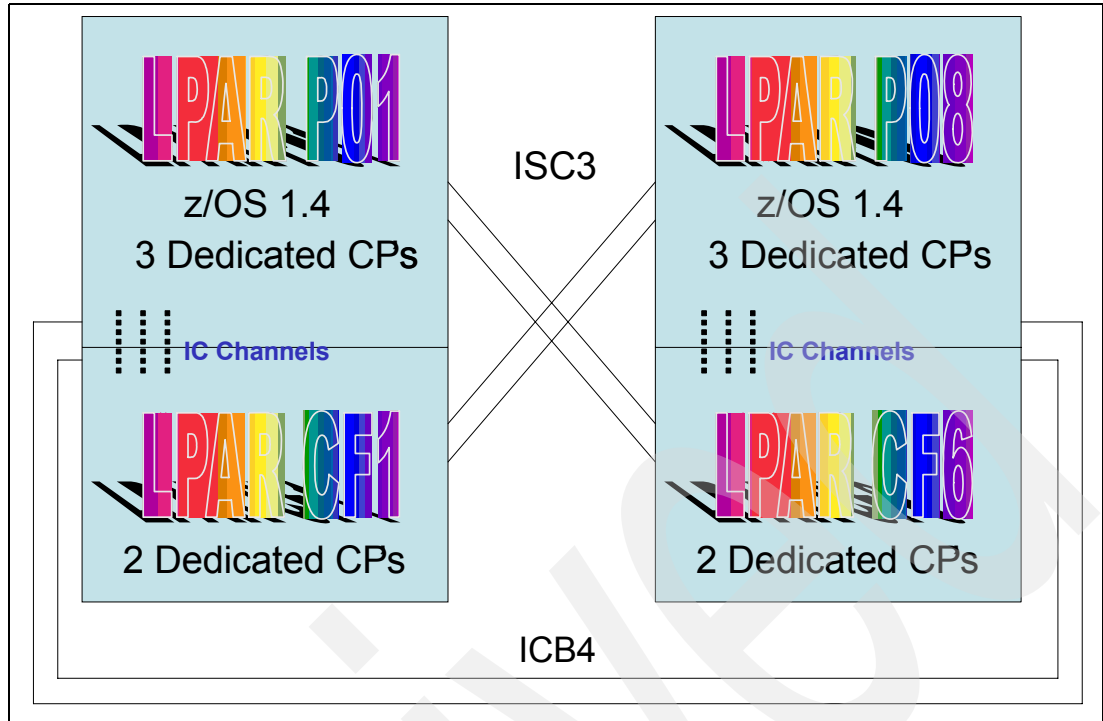 LPAR P01
z/OS 1.4
3 Dedicated CPs
IC Channels
LPAR CF1
2 Dedicated CPs
ISC3
ICB4
LPAR P08
z/OS 1.4
3 Dedicated CPs
IC Channels
LPAR CF6
2 Dedicated CPs